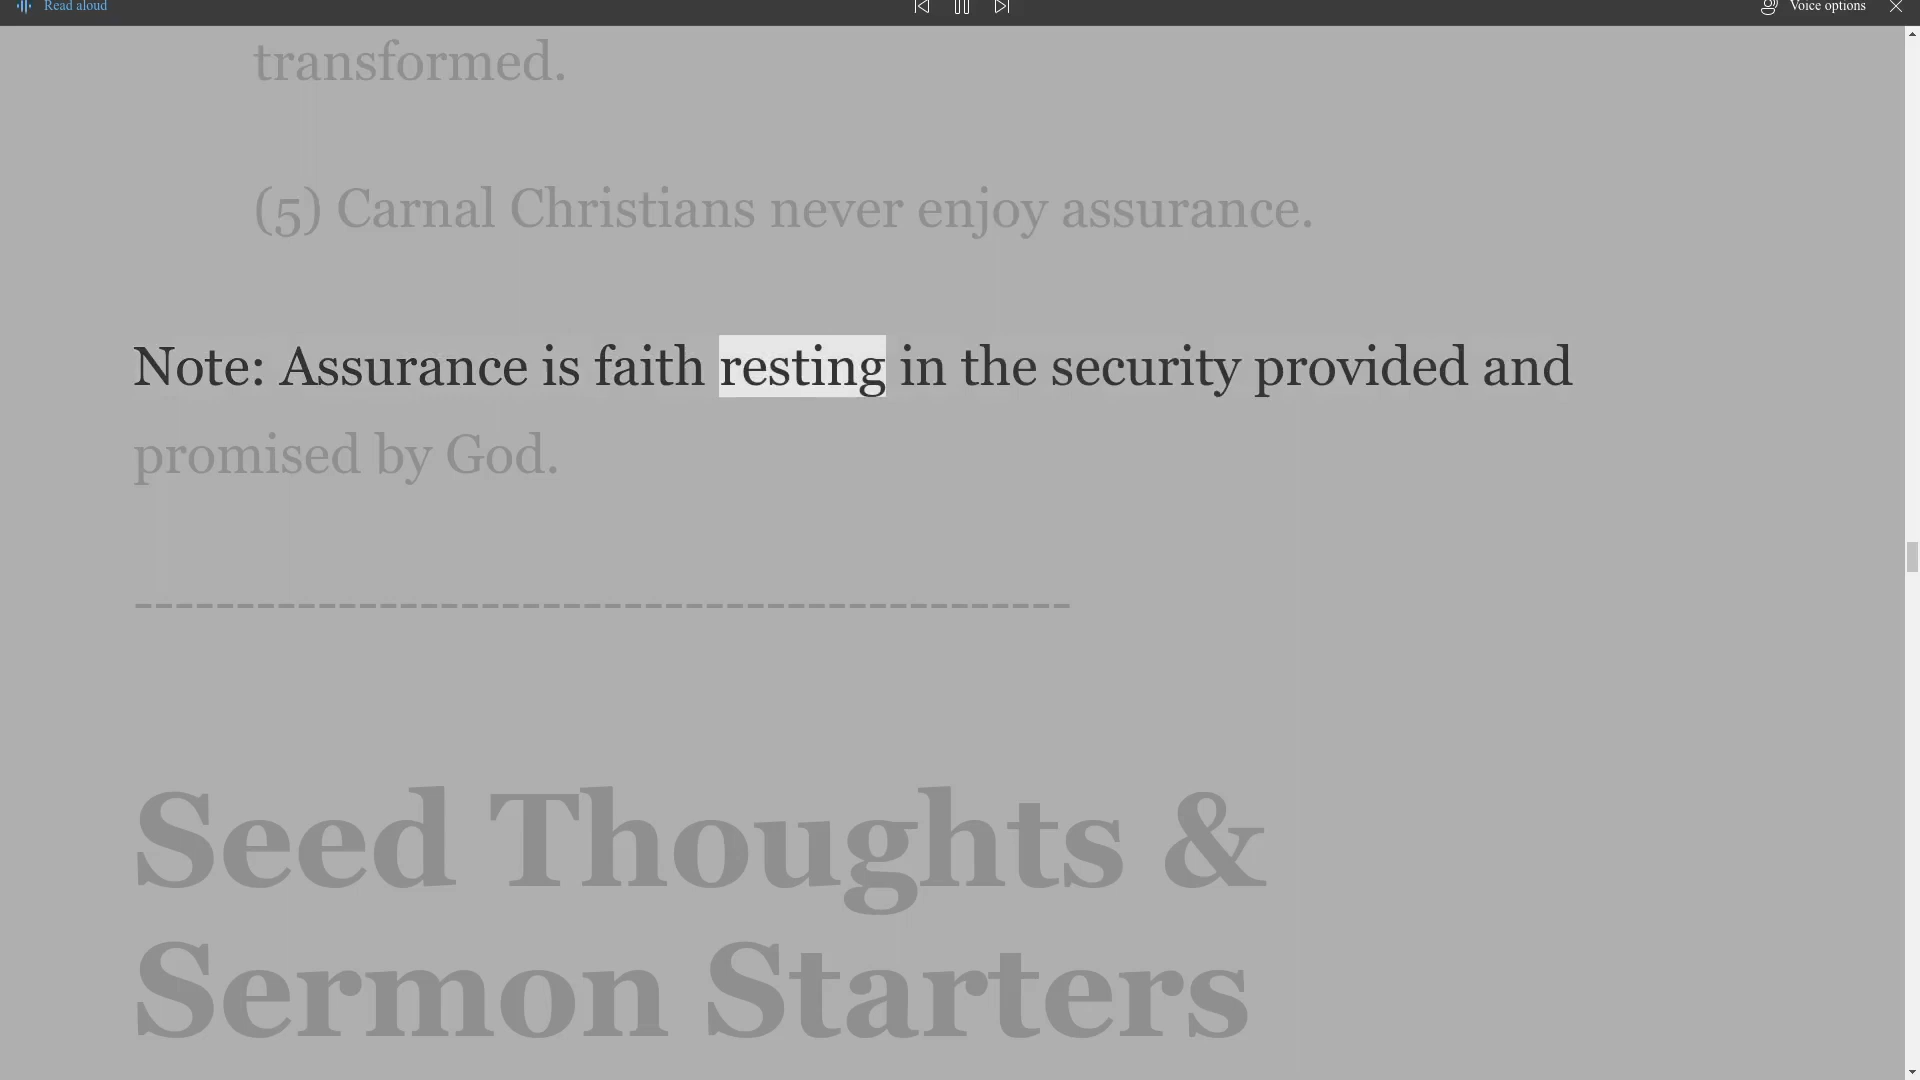 Read aloud
Voice options
transformed.
(5) Carnal Christians never enjoy assurance.
Note: Assurance is faith resting in the security provided and
promised by God.
----------------------------------------------
Seed Thoughts &
Sermon Starters